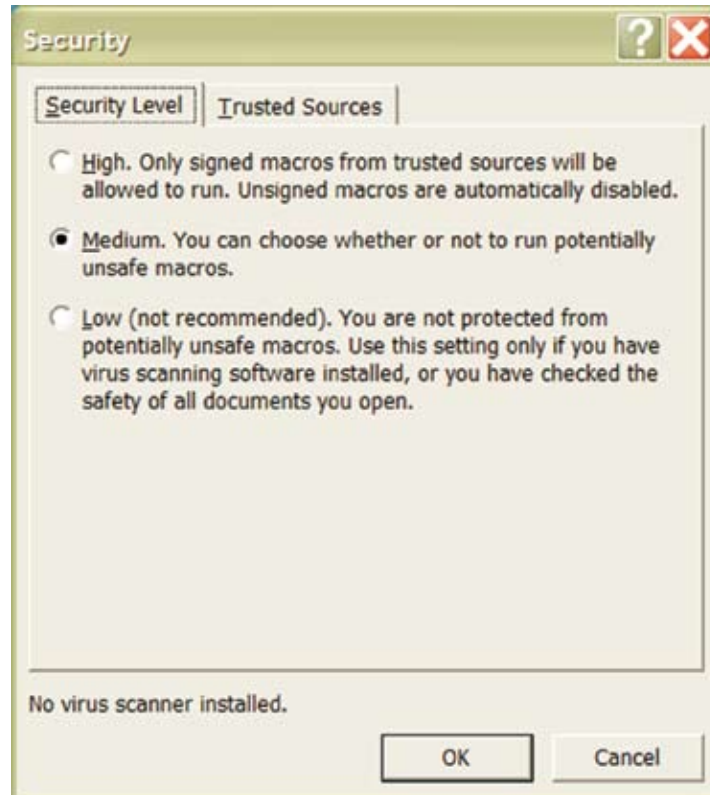 Security
Security Level
Trusted Sources
High. Only signed macros from trusted sources will be
allowed to run. Unsigned macros are automatically disabled.
Medium. You can choose whether or not to run potentially
unsafe macros.
Low (not recommended). You are not protected from
potentially unsafe macros. Use this setting only if you have
virus scanning software installed, or you have checked the
safety of all documents you open.
No virus scanner installed.
OK
Cancel